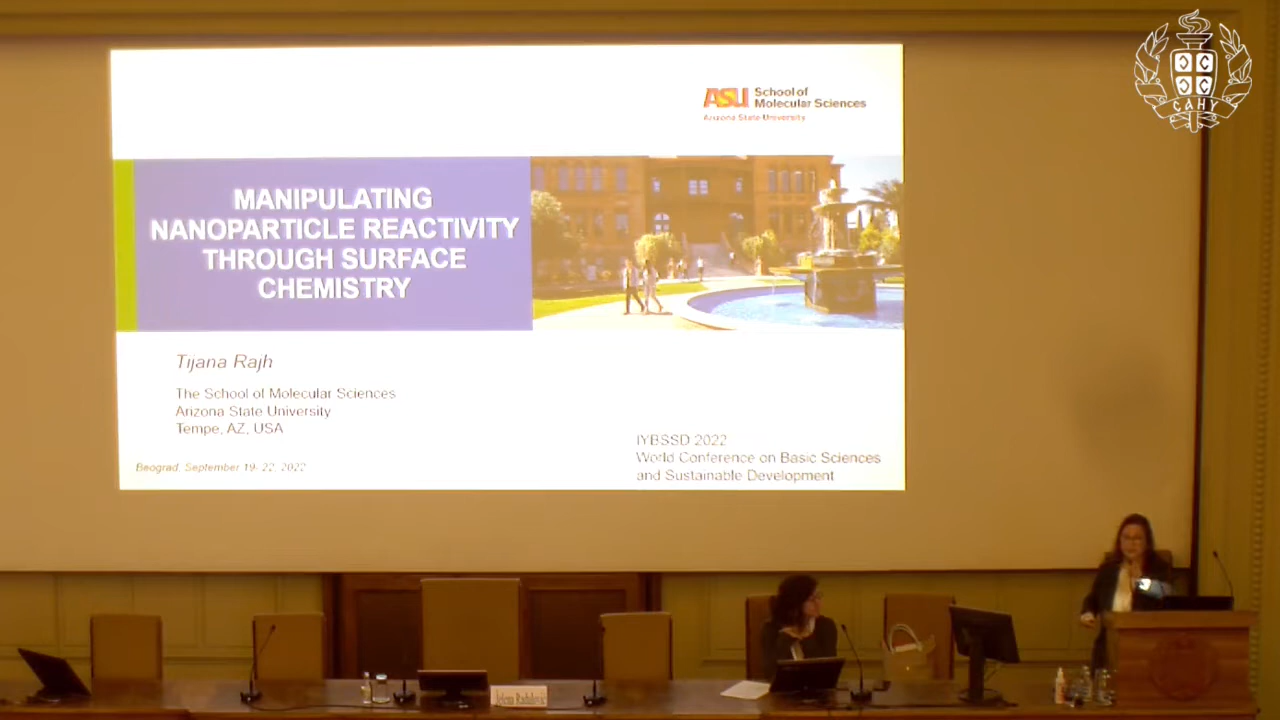 ASU School of
Molecular Sciences
Arizona State University
MANIPULATING
NANOPARTICLE REACTIVITY
THROUGH SURFACE
CHEMISTRY
Tijana Rajh
The School of Molecular Sciences
Arizona State University
Tempe, AZ, USA
Beograd, September 19- 22, 2022
IYBSSD 2022
World Conference on Basic Sciences
and Sustainable Development
САНУ